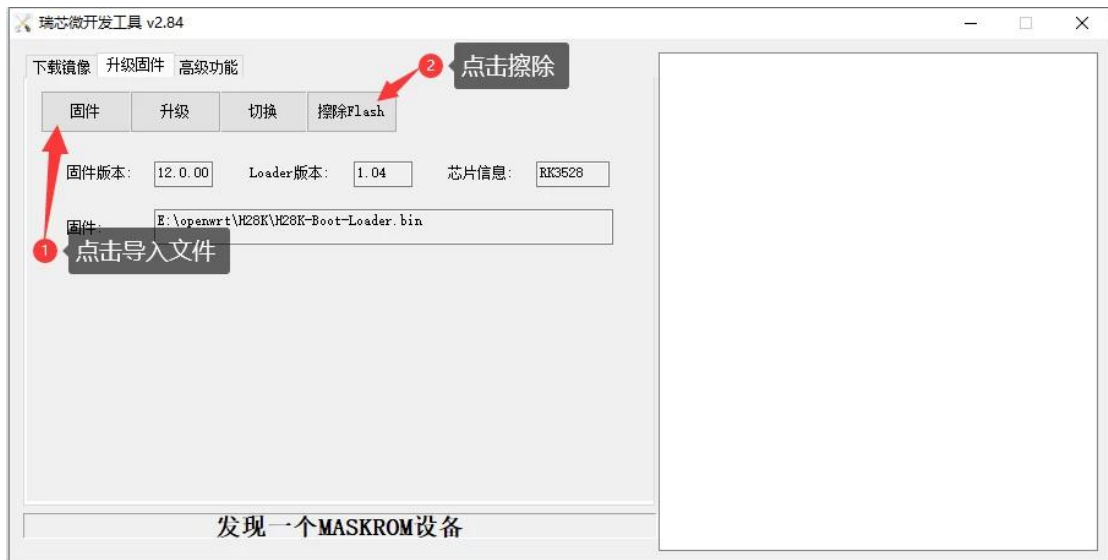 瑞芯微开发工具 v2.84
下载镜像 升级固件 高级功能
2 点击擦除
固件 升级 切换 擦除Flash
固件版本: 12.0.00 Loader版本: 1.04 芯片信息: RK3528
固件: E:\openwrt\H28K\H28K-Boot-Loader.bin
1 点击导入文件
发现一个MASKROM设备